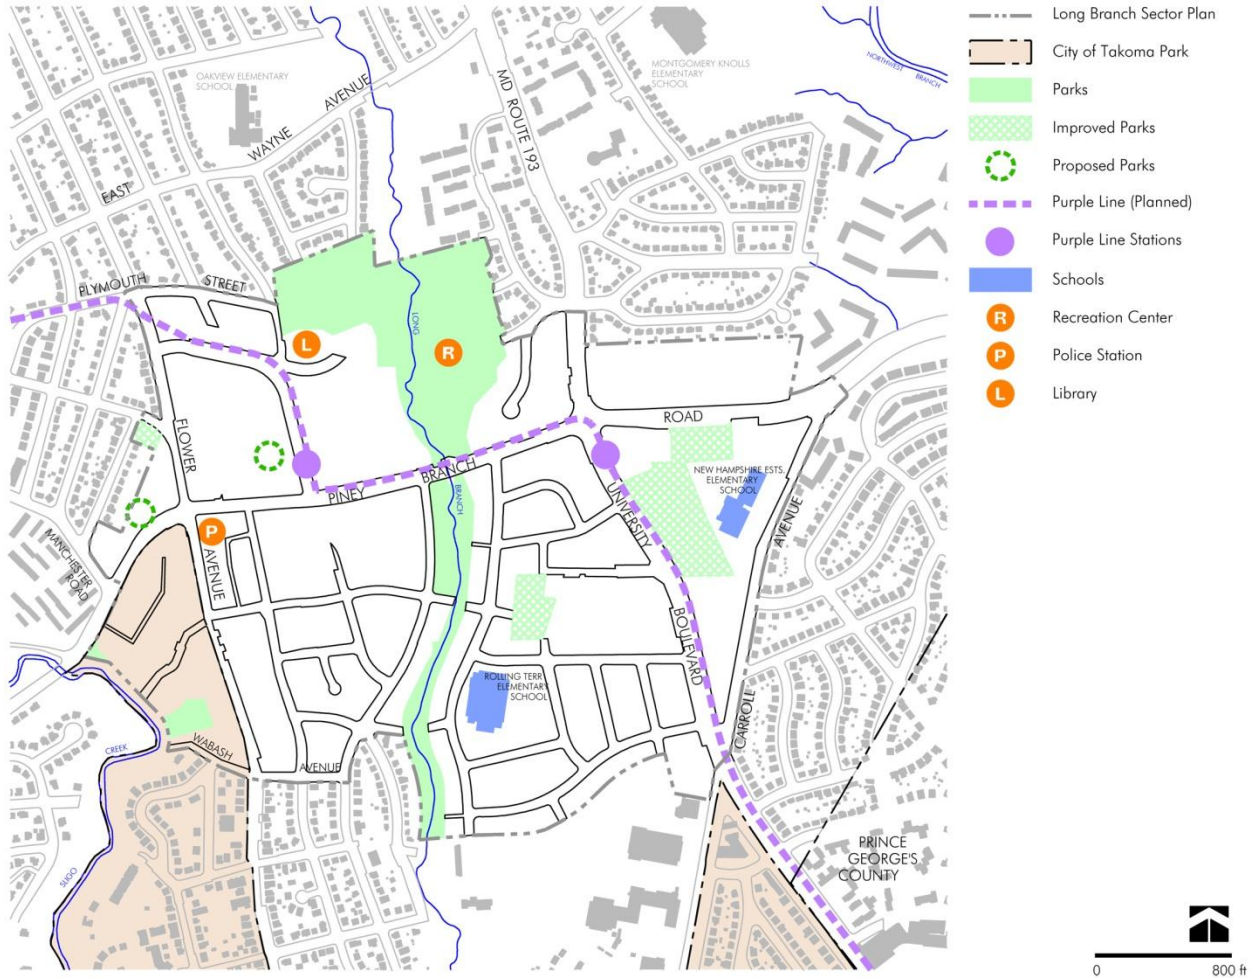 OAKVIEW ELEMENTARY
SCHOOL
MONTGOMERY KNOLLS
ELEMENTARY
SCHOOL
NORTHWEST
BRANCH
MD ROUTE 193
EAST
WAYNE
AVENUE
PLYMOUTH
STREET
LONG
BRANCH
L
R
FLOWER
AVENUE
ROAD
BRANCH
PINEY
NEW HAMPSHIRE ESTS.
ELEMENTARY
SCHOOL
UNIVERSITY
BOULEVARD
AVENUE
CARROLL
P
MANCHESTER
ROAD
ROLLING TERR.
ELEMENTARY
SCHOOL
WABASH
AVENUE
CREEK
SLIGO
PRINCE
GEORGE'S
COUNTY
Long Branch Sector Plan
City of Takoma Park
Parks
Improved Parks
Proposed Parks
Purple Line (Planned)
Purple Line Stations
Schools
R
Recreation Center
P
Police Station
L
Library
0
800 ft